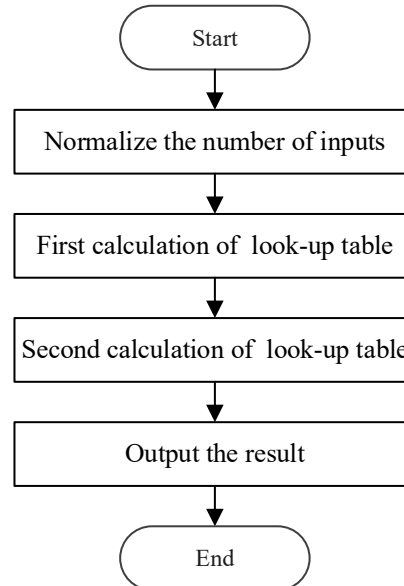 Start
Normalize the number of inputs
First calculation of look-up table
Second calculation of look-up table
Output the result
End